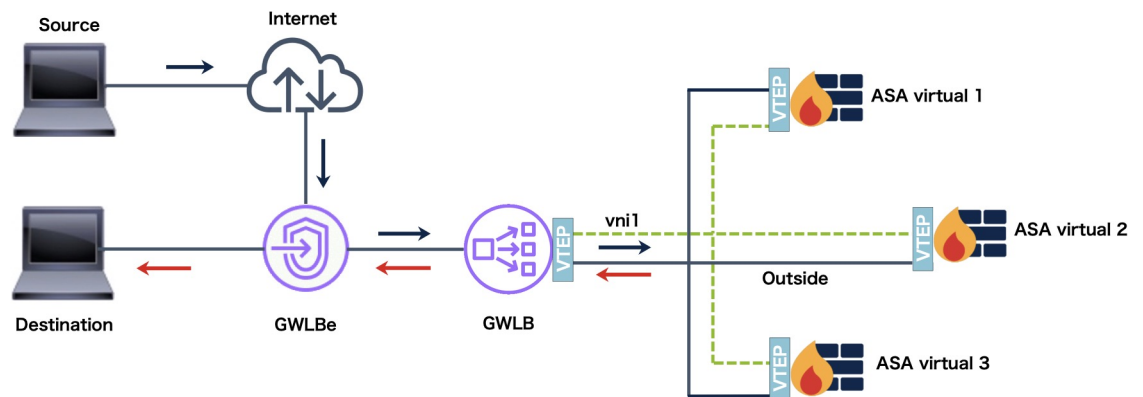 Source
Internet
VTEP
ASA virtual 1
vni1
VTEP
VTEP
ASA virtual 2
Outside
Destination
GWLBe
GWLB
VTEP
ASA virtual 3